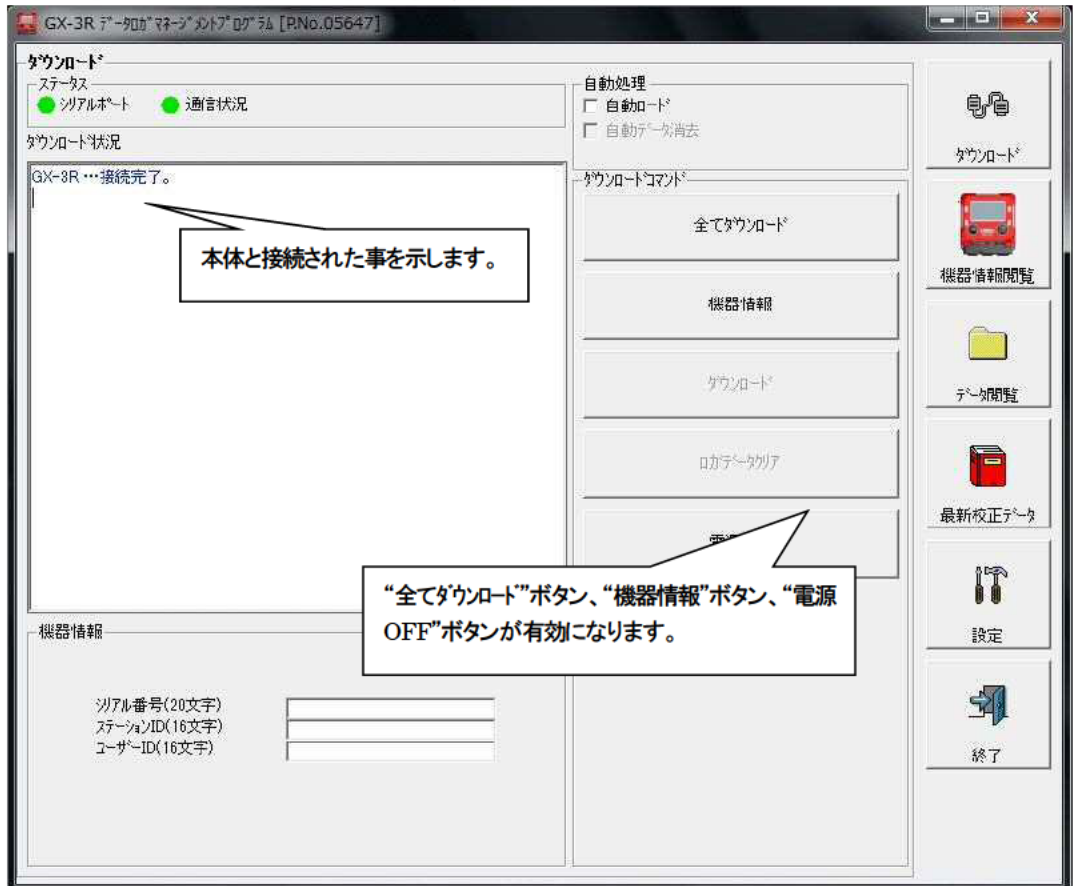 GX-3R ﾃﾞｰﾀﾛｶﾞﾏﾈｰｼﾞﾒﾝﾄﾌﾟﾛｸﾞﾗﾑ [P.No.05647]
ﾀﾞｳﾝﾛｰﾄﾞ
ｽﾃｰﾀｽ
ｼﾘｱﾙﾎﾟｰﾄ 通信状況
自動処理
自動ﾛｰﾄﾞ
自動ﾃﾞｰﾀ消去
ﾀﾞｳﾝﾛｰﾄﾞ状況
GX-3R …接続完了。
本体と接続された事を示します。
ﾀﾞｳﾝﾛｰﾄﾞｺﾏﾝﾄﾞ
全てﾀﾞｳﾝﾛｰﾄﾞ
機器情報
ﾀﾞｳﾝﾛｰﾄﾞ
ﾛｶﾞﾃﾞｰﾀｸﾘｱ
“全てﾀﾞｳﾝﾛｰﾄﾞ”ボタン、“機器情報”ボタン、“電源
OFF”ボタンが有効になります。
機器情報
ｼﾘｱﾙ番号(20文字)
ｽﾃｰｼｮﾝID(16文字)
ﾕｰｻﾞｰID(16文字)
ﾀﾞｳﾝﾛｰﾄﾞ
機器情報閲覧
ﾃﾞｰﾀ閲覧
最新校正ﾃﾞｰﾀ
設定
終了